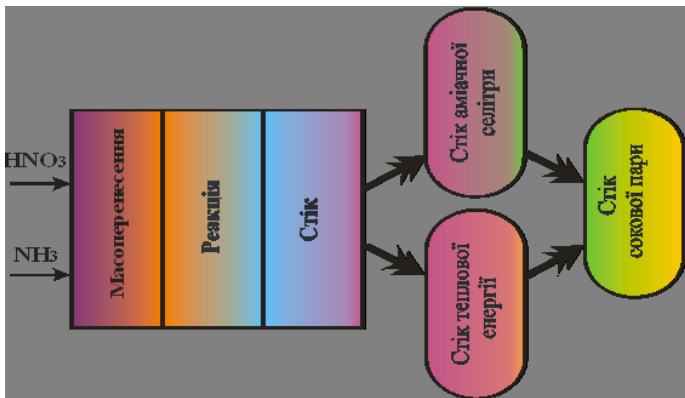 HNO3
NH3
Масоперенесення
Реакція
Стік
Стік аміачної
селітри
Стік теплової
енергії
Стік
сокової пари